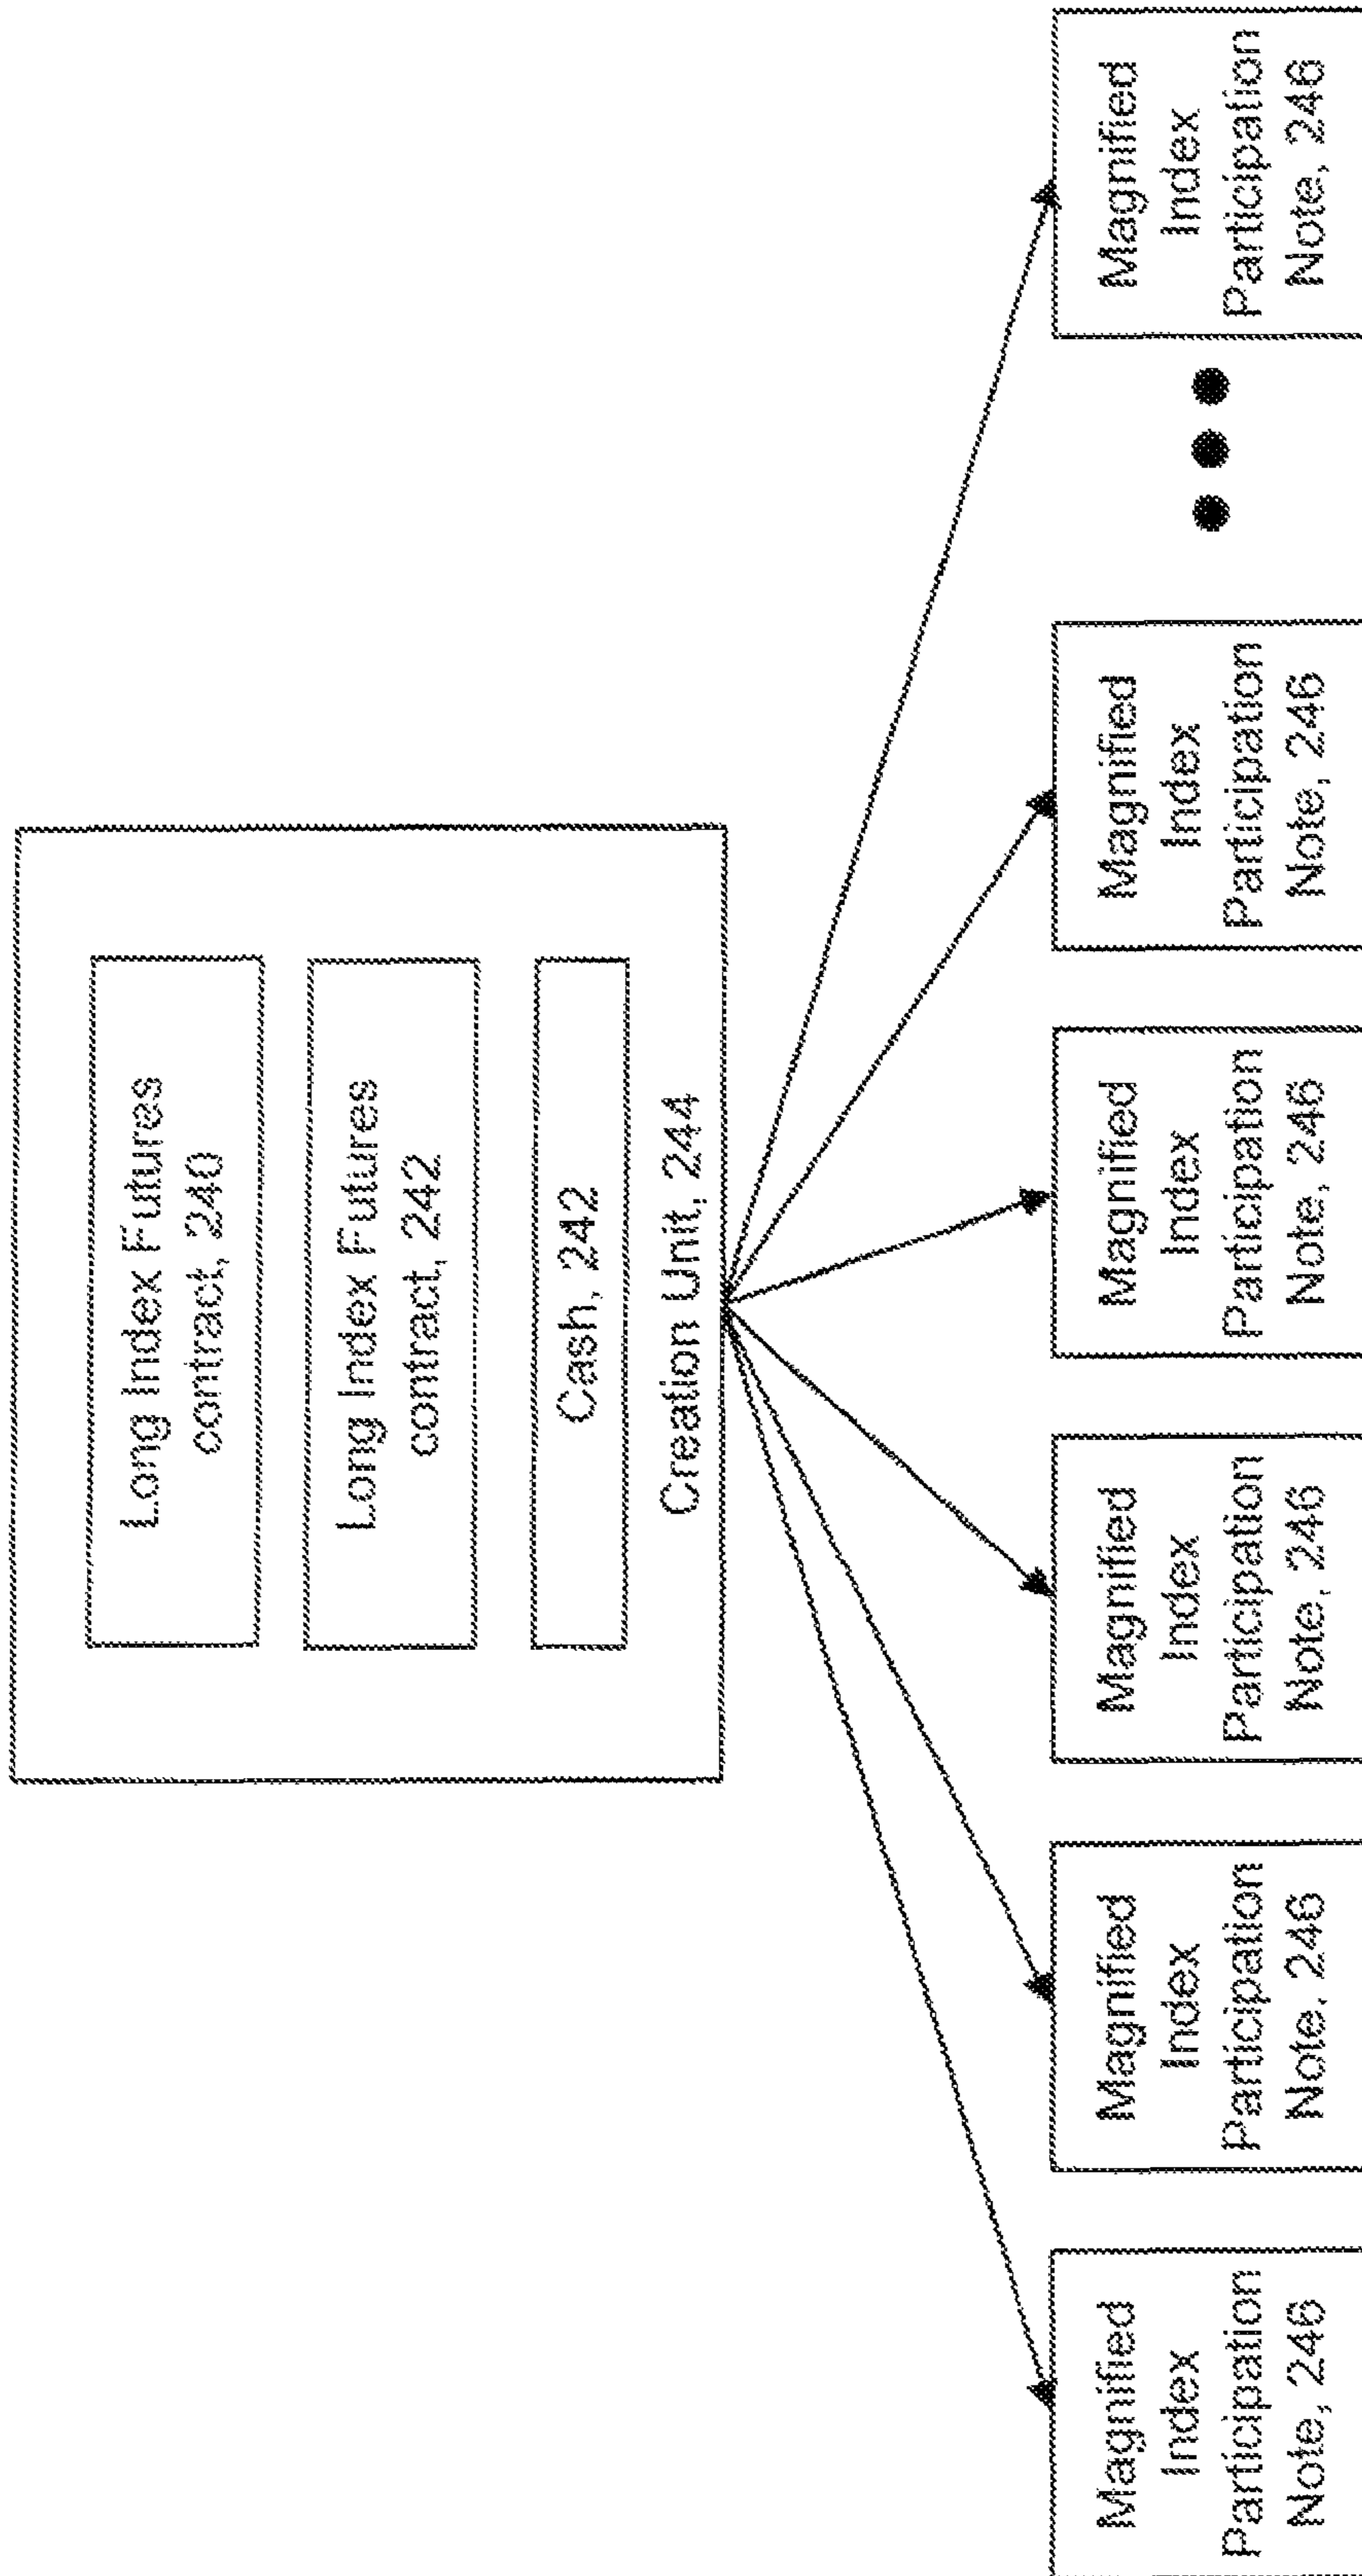 Long Index Futures
contract, 240
Long Index Futures
contract, 242
Cash, 242
Creation Unit, 244
Magnified
Index
Participation
Note, 246
Magnified
Index
Participation
Note, 246
Magnified
Index
Participation
Note, 246
Magnified
Index
Participation
Note, 246
Magnified
Index
Participation
Note, 246
Magnified
Index
Participation
Note, 246